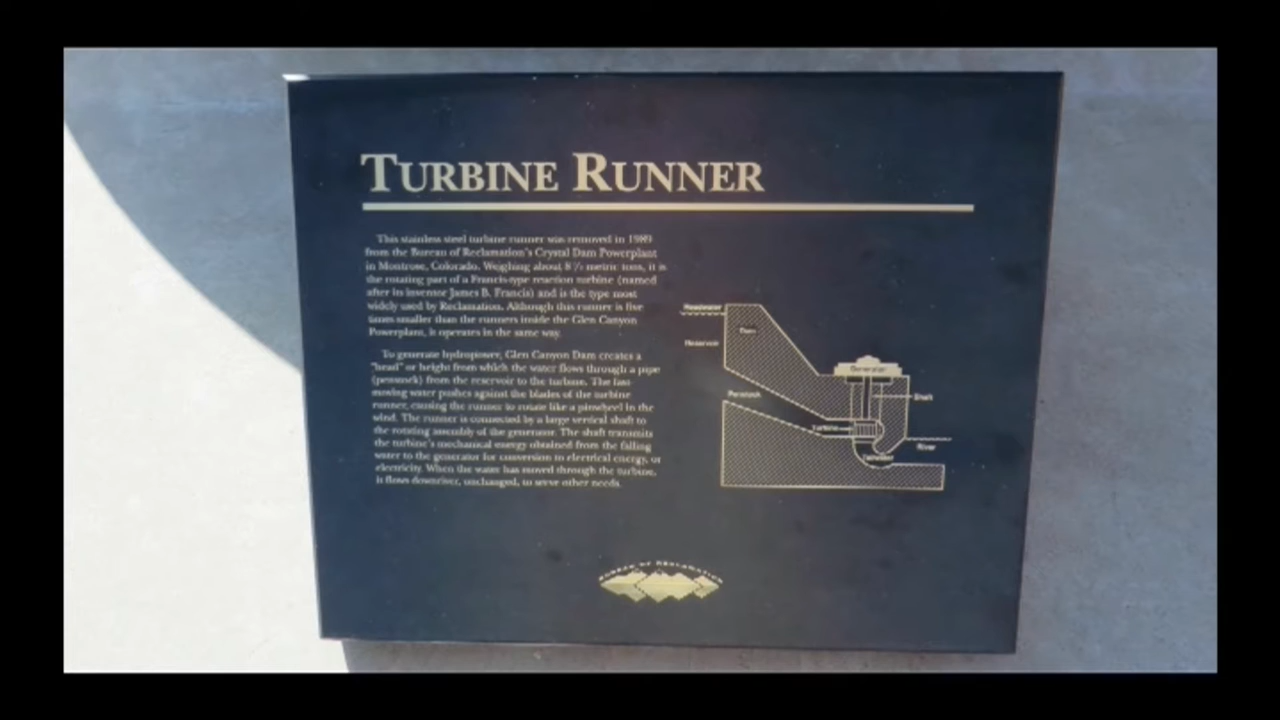 TURBINE RUNNER
This stainless steel turbine runner was removed in 1989
from the Bureau of Reclamation's Crystal Dam Powerplant
in Montrose, Colorado. Weighing about 8 ½ metric tons, it is
the rotating part of a Francis-type reaction turbine (named
after its inventor James B. Francis) and is the type most
widely used by Reclamation. Although this runner is five
times smaller than the runners inside the Glen Canyon
Powerplant, it operates in the same way.
To generate hydropower, Glen Canyon Dam creates a
"head" or height from which the water flows through a pipe
(penstock) from the reservoir to the turbine. The fast
moving water pushes against the blades of the turbine
runner, causing the runner to rotate like a pinwheel in the
wind. The runner is connected by a large vertical shaft to
the rotating assembly of the generator. The shaft transmits
the turbine's mechanical energy obtained from the falling
water to the generator for conversion to electrical energy, or
electricity. When the water has moved through the turbine,
it flows downriver, unchanged, to serve other needs.
Headwater
Dam
Reservoir
Generator
Penstock
Shaft
Turbine
River
BUREAU OF RECLAMATION